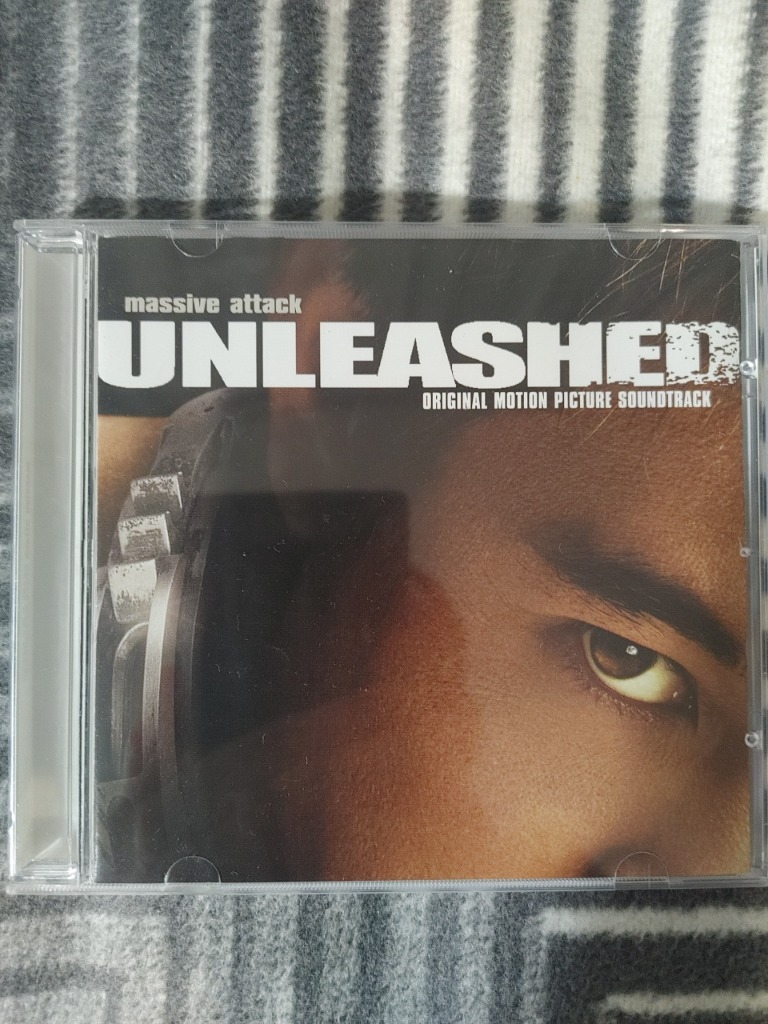 massive attack
UNLEASHED
ORIGINAL MOTION PICTURE SOUNDTRACK